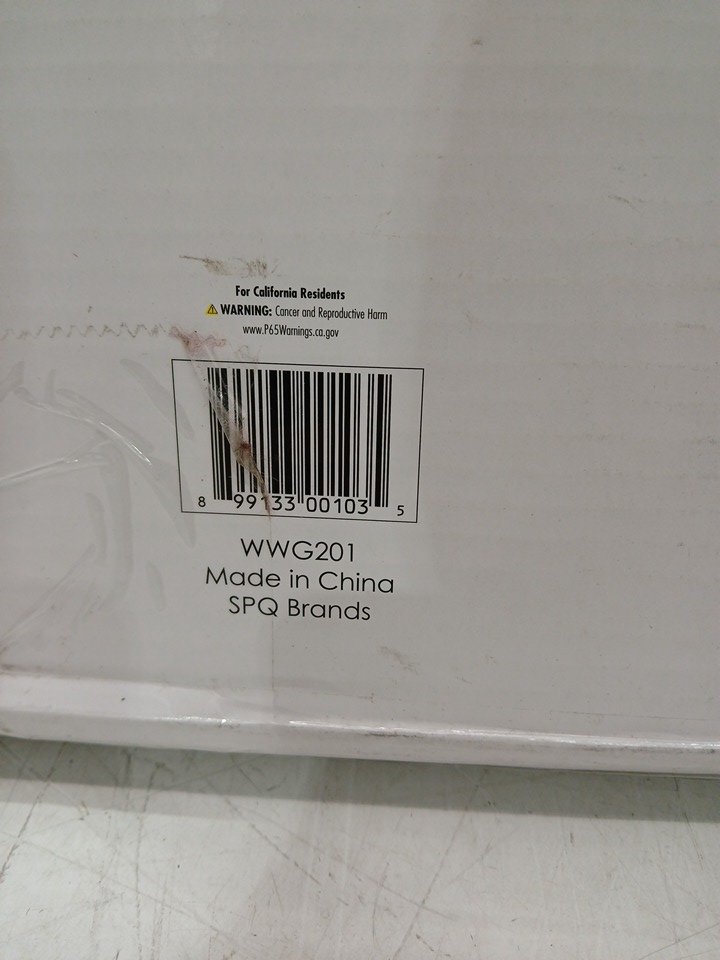 For California Residents
⚠ WARNING: Cancer and Reproductive Harm
www.P65Warnings.ca.gov
8 99133 00103 5
WWG201
Made in China
SPQ Brands